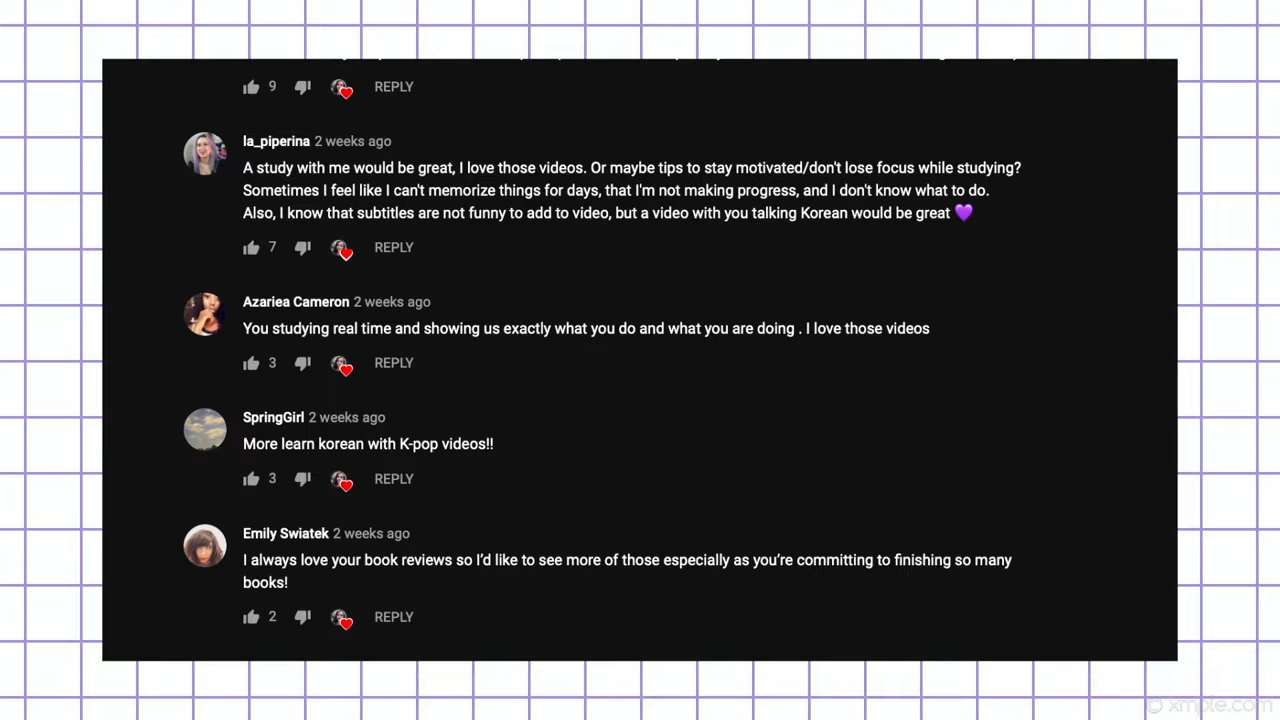 9 REPLY
la_piperina 2 weeks ago
A study with me would be great, I love those videos. Or maybe tips to stay motivated/don't lose focus while studying?
Sometimes I feel like I can't memorize things for days, that I'm not making progress, and I don't know what to do.
Also, I know that subtitles are not funny to add to video, but a video with you talking Korean would be great 💜
7 REPLY
Azariea Cameron 2 weeks ago
You studying real time and showing us exactly what you do and what you are doing . I love those videos
3 REPLY
SpringGirl 2 weeks ago
More learn korean with K-pop videos!!
3 REPLY
Emily Swiatek 2 weeks ago
I always love your book reviews so I’d like to see more of those especially as you’re committing to finishing so many
books!
2 REPLY
© xmple.com